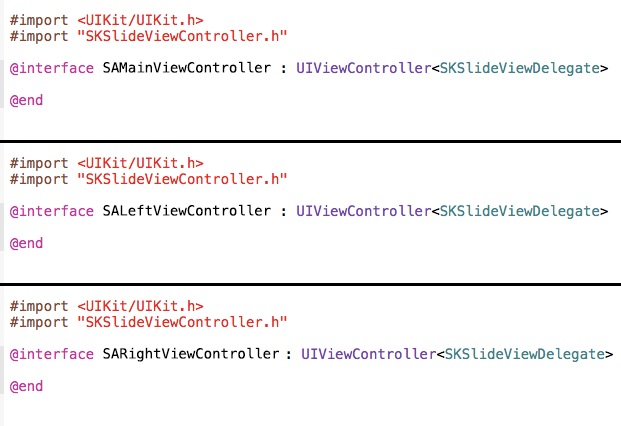 #import <UIKit/UIKit.h>
#import "SKSlideViewController.h"
@interface SAMainViewController : UIViewController<SKSlideViewDelegate>
@end
#import <UIKit/UIKit.h>
#import "SKSlideViewController.h"
@interface SALeftViewController : UIViewController<SKSlideViewDelegate>
@end
#import <UIKit/UIKit.h>
#import "SKSlideViewController.h"
@interface SARightViewController : UIViewController<SKSlideViewDelegate>
@end